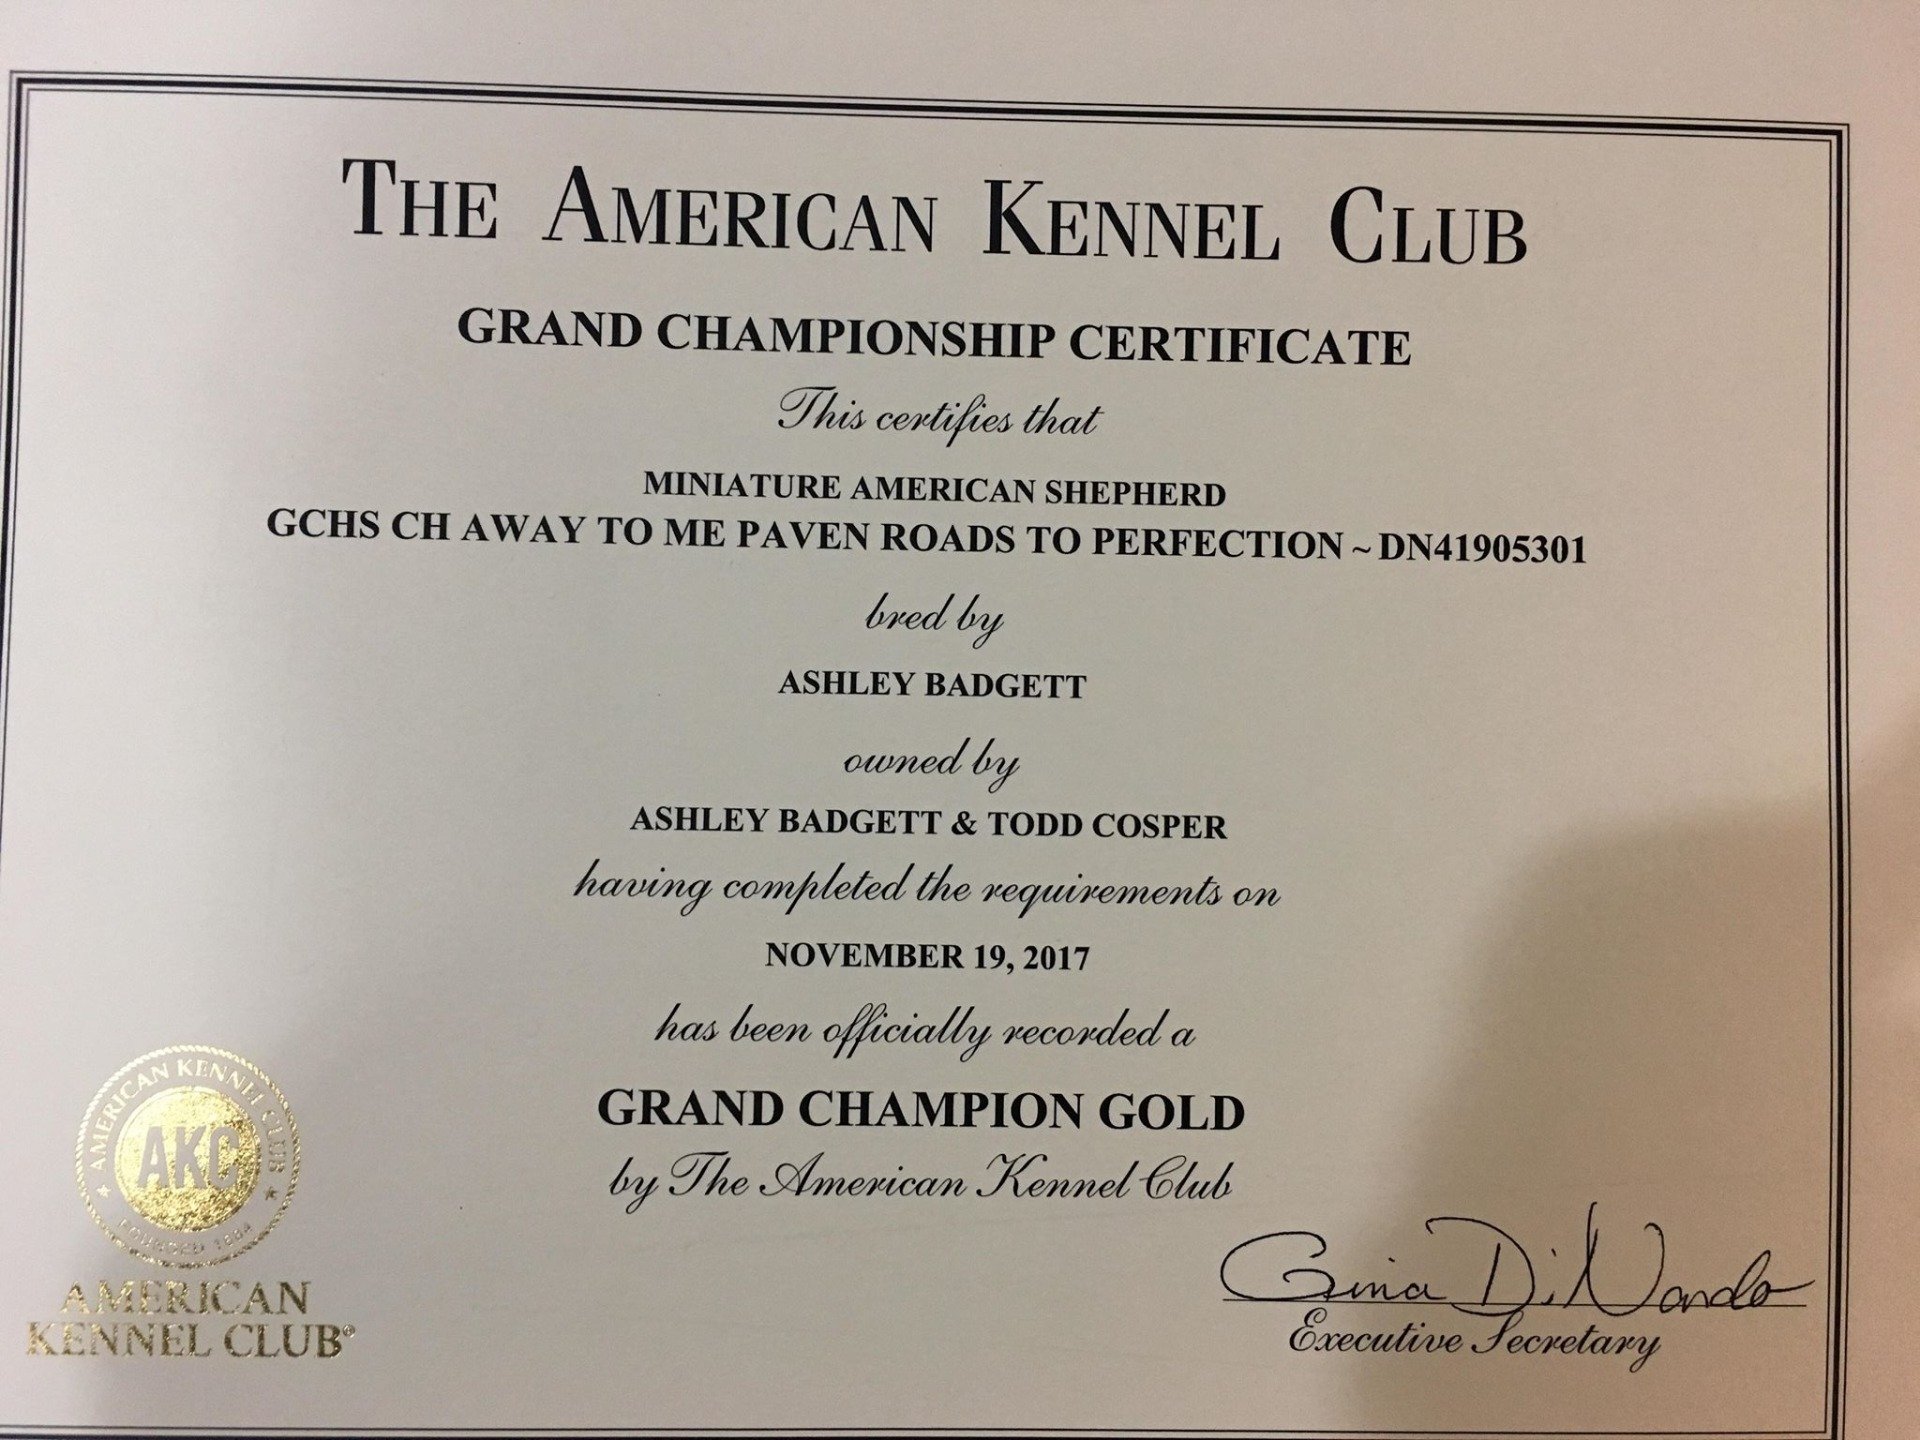 THE AMERICAN KENNEL CLUB
GRAND CHAMPIONSHIP CERTIFICATE
This certifies that
MINIATURE AMERICAN SHEPHERD
GCHS CH AWAY TO ME PAVEN ROADS TO PERFECTION ~ DN41905301
bred by
ASHLEY BADGETT
owned by
ASHLEY BADGETT & TODD COSPER
having completed the requirements on
NOVEMBER 19, 2017
has been officially recorded a
GRAND CHAMPION GOLD
by The American Kennel Club
AMERICAN KENNEL CLUB
AKC
FOUNDED 1884
AMERICAN
KENNEL CLUB®
Gina DiNardo
Executive Secretary